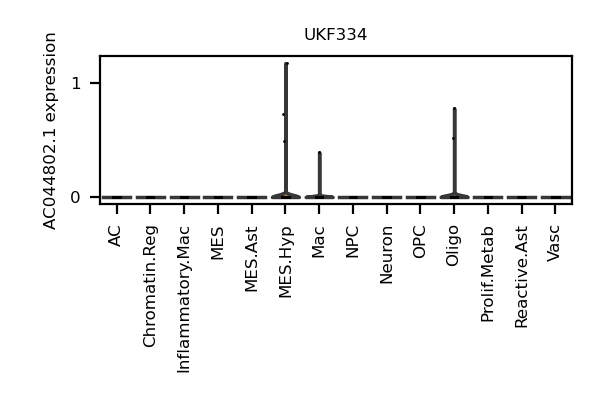 UKF334
AC044802.1 expression
1
0
AC
Chromatin.Reg
Inflammatory.Mac
MES
MES.Ast
MES.Hyp
Mac
NPC
Neuron
OPC
Oligo
Prolif.Metab
Reactive.Ast
Vasc